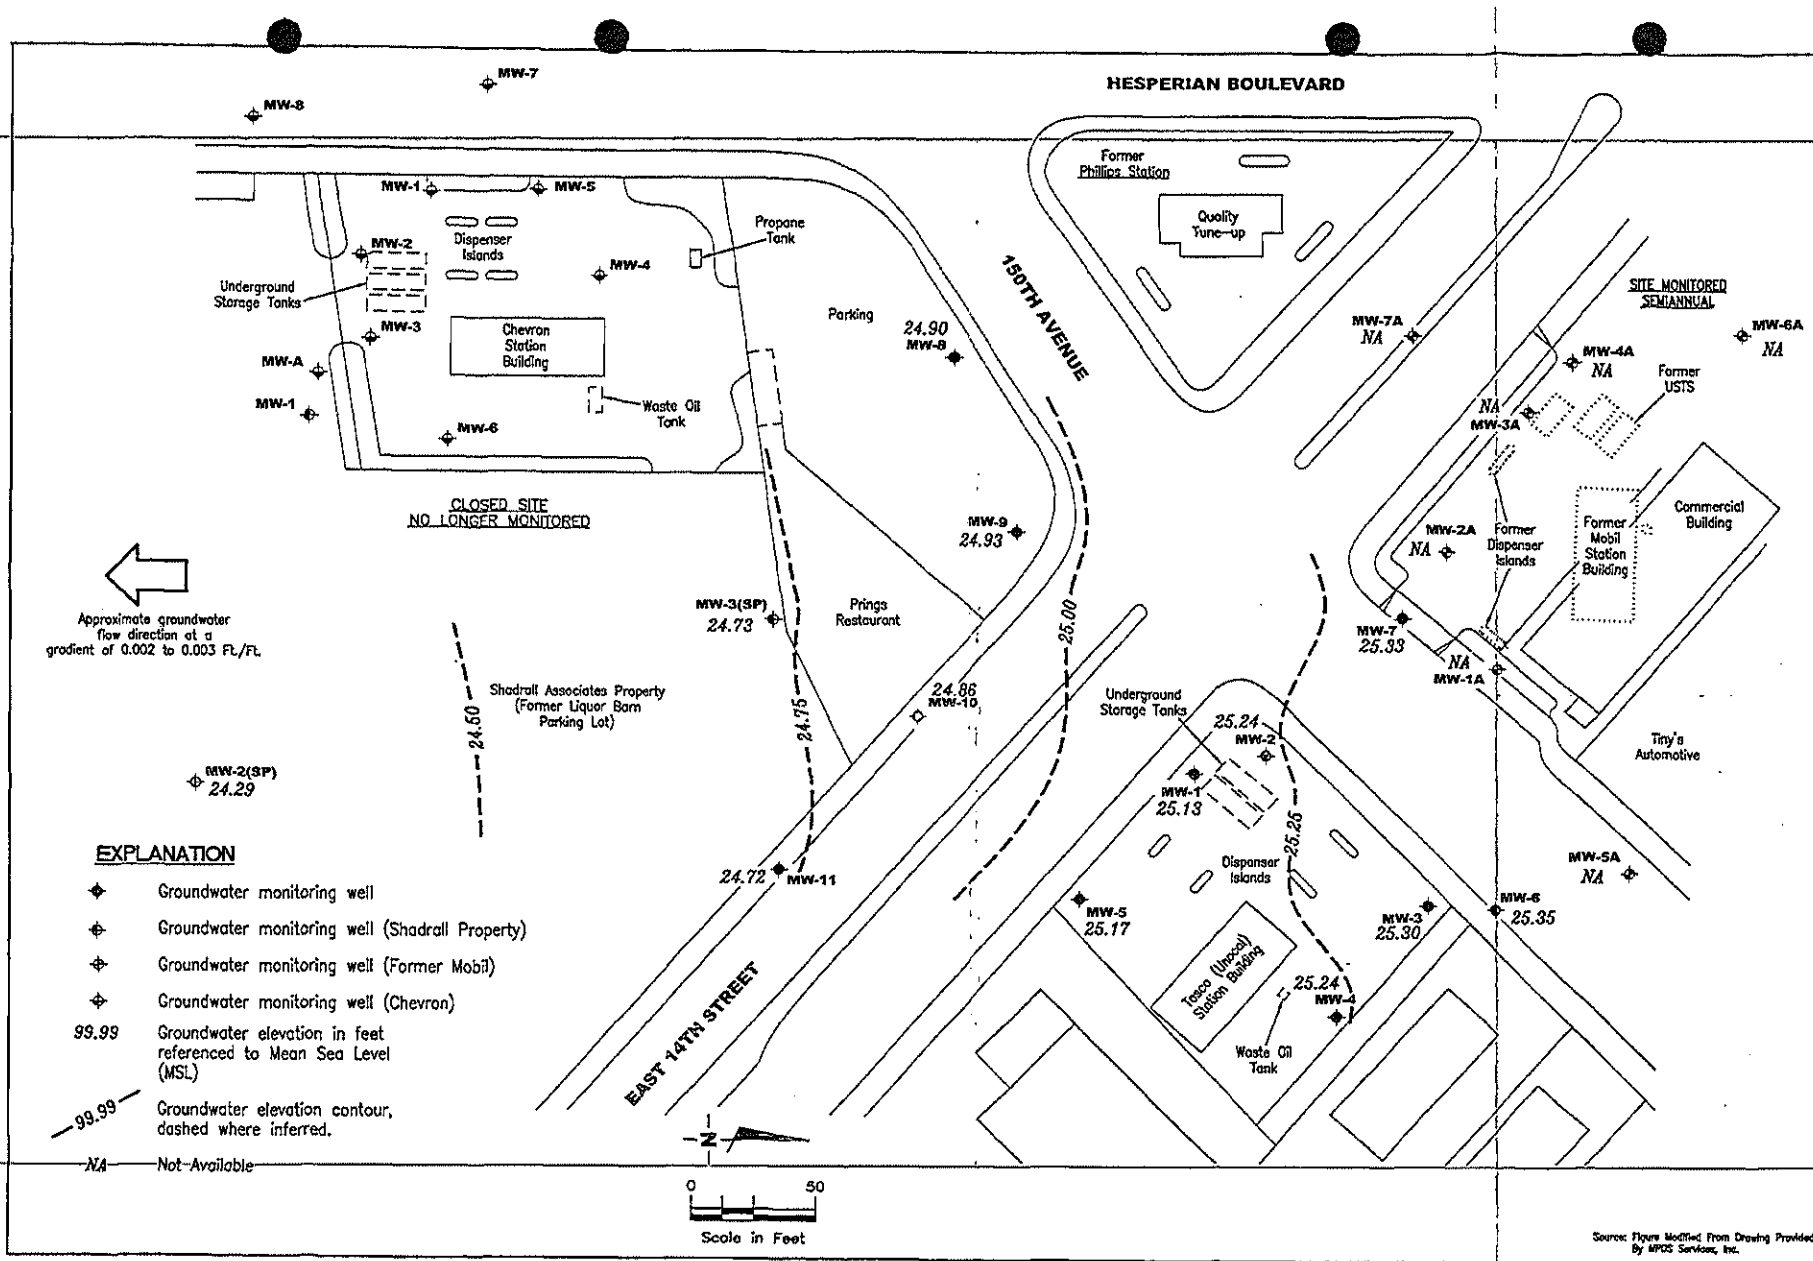 HESPERIAN BOULEVARD
MW-7
MW-8
MW-1
MW-5
MW-2
Dispenser
Islands
MW-4
Propane
Tank
Underground
Storage Tanks
MW-3
Chevron
Station
Building
MW-A
MW-1
MW-6
Waste Oil
Tank
Parking
24.90
MW-8
150TH AVENUE
Former
Phillips Station
Quality
Tune-up
SITE MONITORED
SEMIANNUAL
MW-7A
NA
MW-4A
NA
MW-6A
NA
Former
USTS
NA
MW-3A
CLOSED SITE
NO LONGER MONITORED
MW-9
24.93
MW-2A
NA
Former
Dispenser
Islands
Former
Mobil
Station
Building
Commercial
Building
Approximate groundwater
flow direction at a
gradient of 0.002 to 0.003 Ft./Ft.
MW-3(SP)
24.73
Prings
Restaurant
25.00
MW-7
25.33
NA
MW-1A
24.50
Shadrall Associates Property
(Former Liquor Barn
Parking Lot)
24.75
24.86
MW-10
Underground
Storage Tanks
25.24
MW-2
Tiny's
Automotive
MW-2(SP)
24.29
MW-1
25.13
25.25
24.72
MW-11
Dispenser
Islands
MW-5
25.17
MW-3
25.30
MW-6
25.35
MW-5A
NA
Tosco (Unocal)
Station Building
25.24
MW-4
Waste Oil
Tank
EAST 14TH STREET
EXPLANATION
Groundwater monitoring well
Groundwater monitoring well (Shadrall Property)
Groundwater monitoring well (Former Mobil)
Groundwater monitoring well (Chevron)
99.99 Groundwater elevation in feet
referenced to Mean Sea Level
(MSL)
99.99 Groundwater elevation contour,
dashed where inferred.
NA Not Available
N
0 50
Scale in Feet
Source: Figure Modified From Drawing Provided
By MPDS Services, Inc.